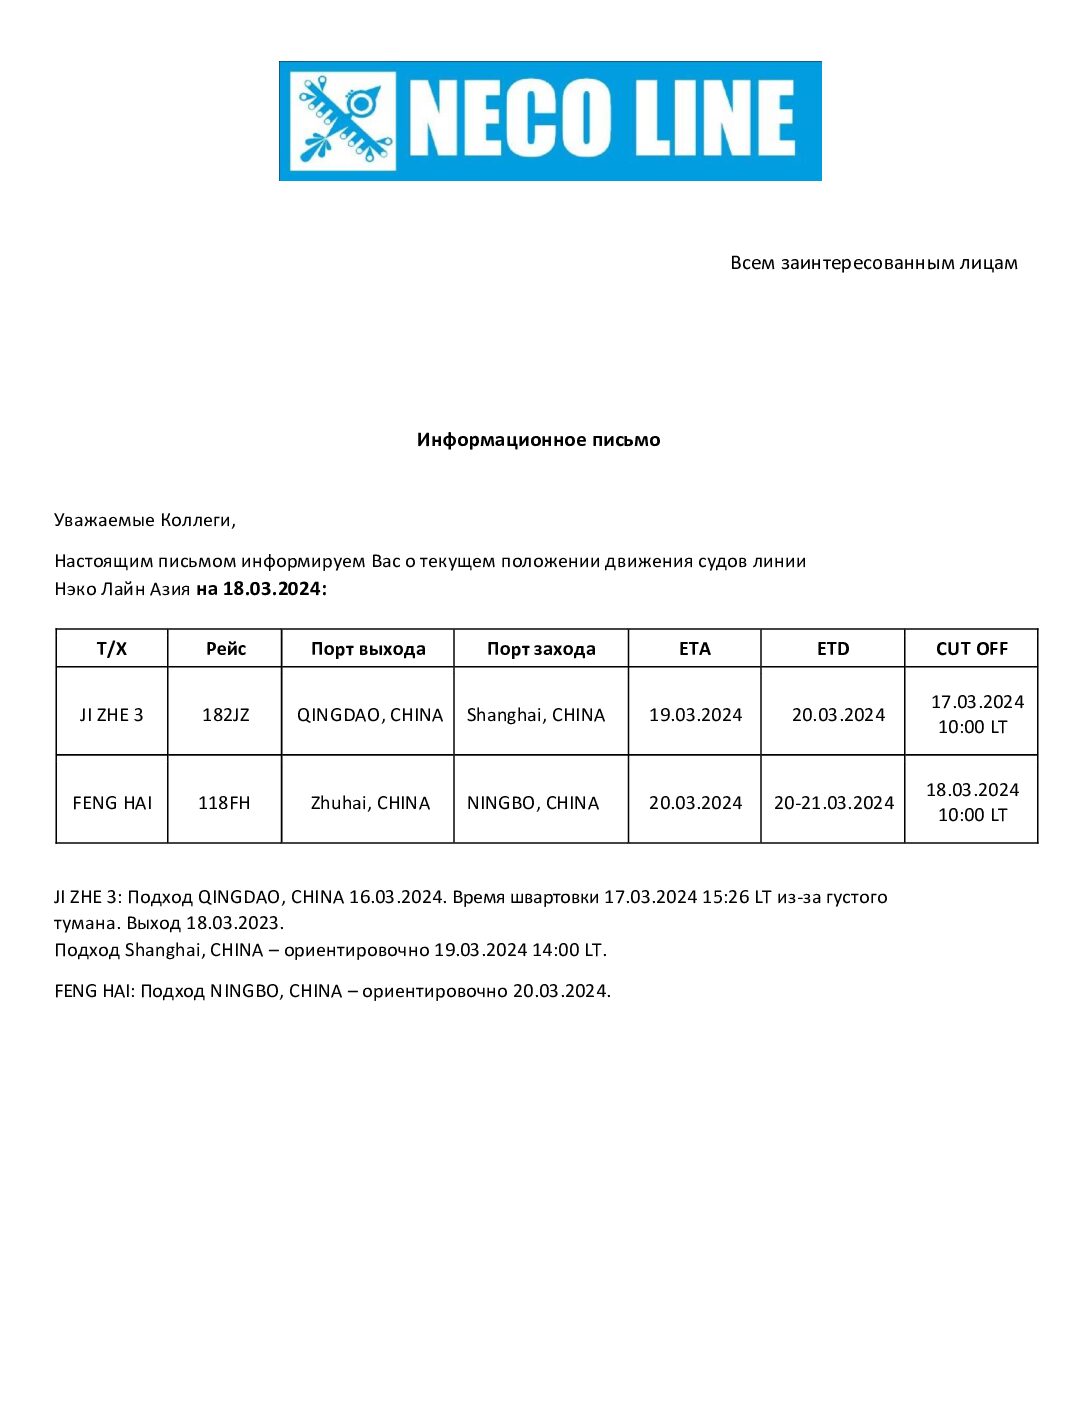 NECO LINE
Всем заинтересованным лицам
Информационное письмо
Уважаемые Коллеги,
Настоящим письмом информируем Вас о текущем положении движения судов линии
Нэко Лайн Азия на 18.03.2024:
Т/Х Рейс Порт выхода Порт захода ETA ETD CUT OFF
JI ZHE 3 182JZ QINGDAO, CHINA Shanghai, CHINA 19.03.2024 20.03.2024 17.03.2024
10:00 LT
FENG HAI 118FH Zhuhai, CHINA NINGBO, CHINA 20.03.2024 20-21.03.2024 18.03.2024
10:00 LT
JI ZHE 3: Подход QINGDAO, CHINA 16.03.2024. Время швартовки 17.03.2024 15:26 LT из-за густого
тумана. Выход 18.03.2023.
Подход Shanghai, CHINA – ориентировочно 19.03.2024 14:00 LT.
FENG HAI: Подход NINGBO, CHINA – ориентировочно 20.03.2024.